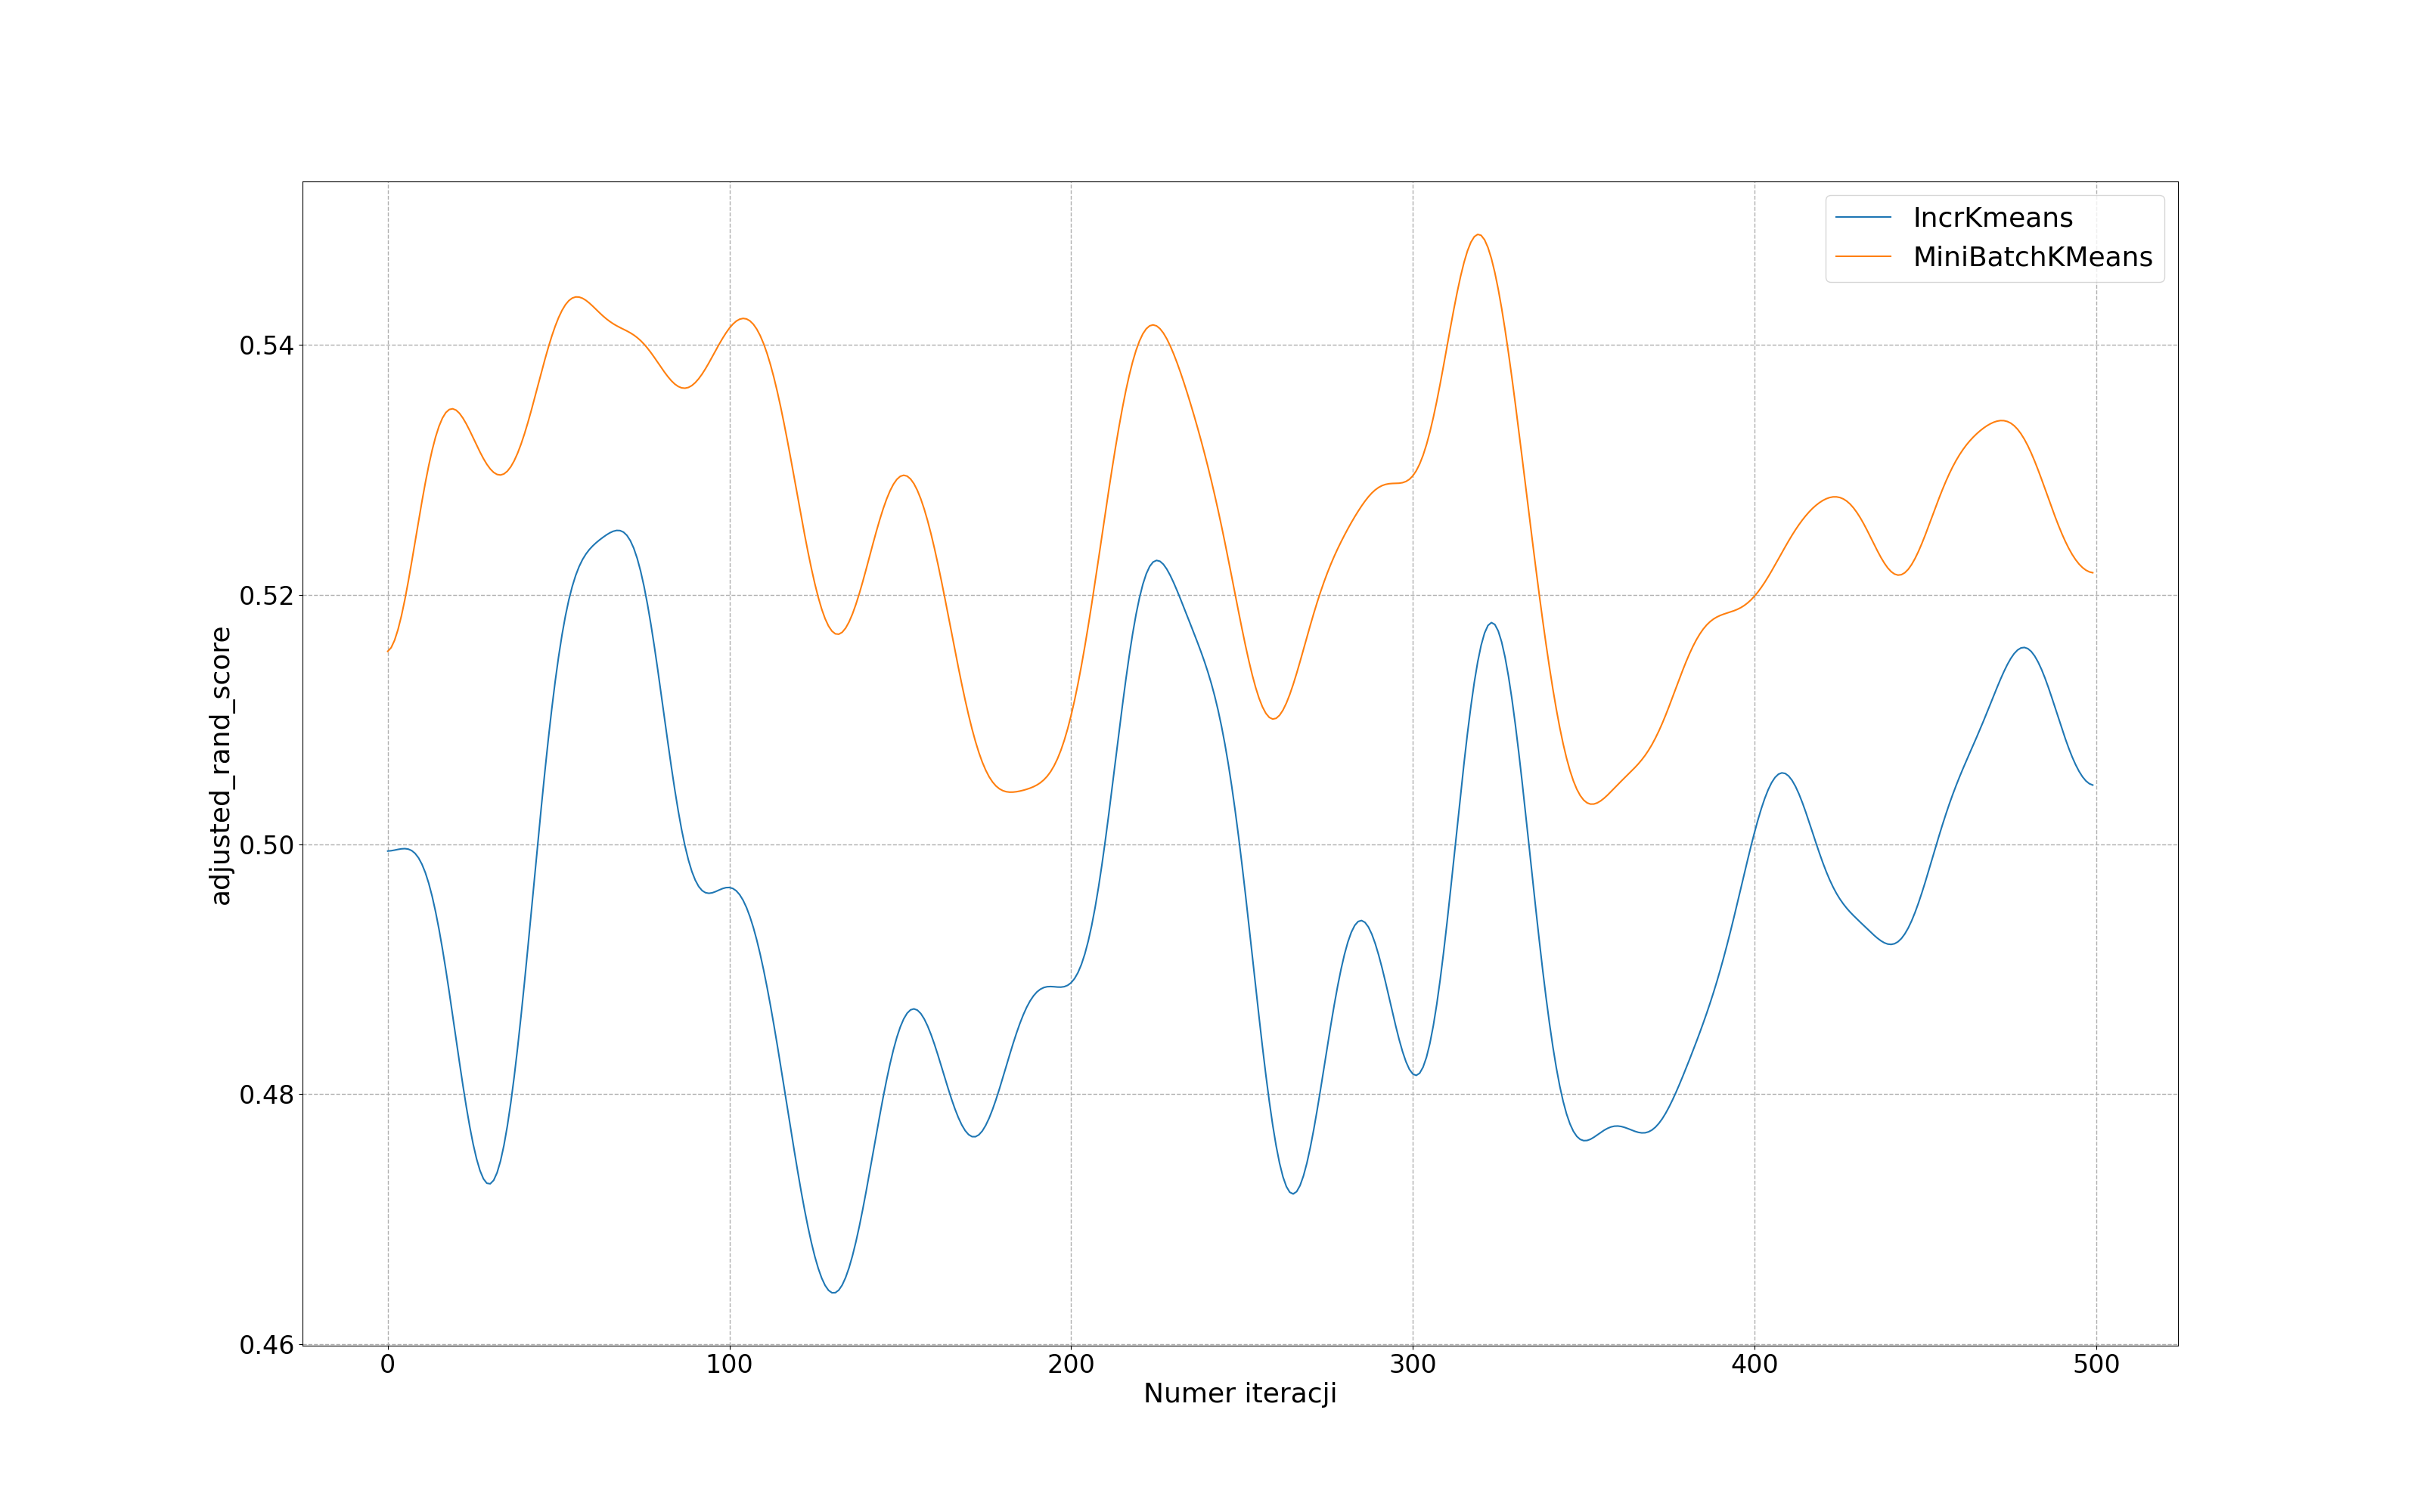 IncrKmeans
MiniBatchKMeans
adjusted_rand_score
0.54
0.52
0.50
0.48
0.46
0 100 200 300 400 500
Numer iteracji